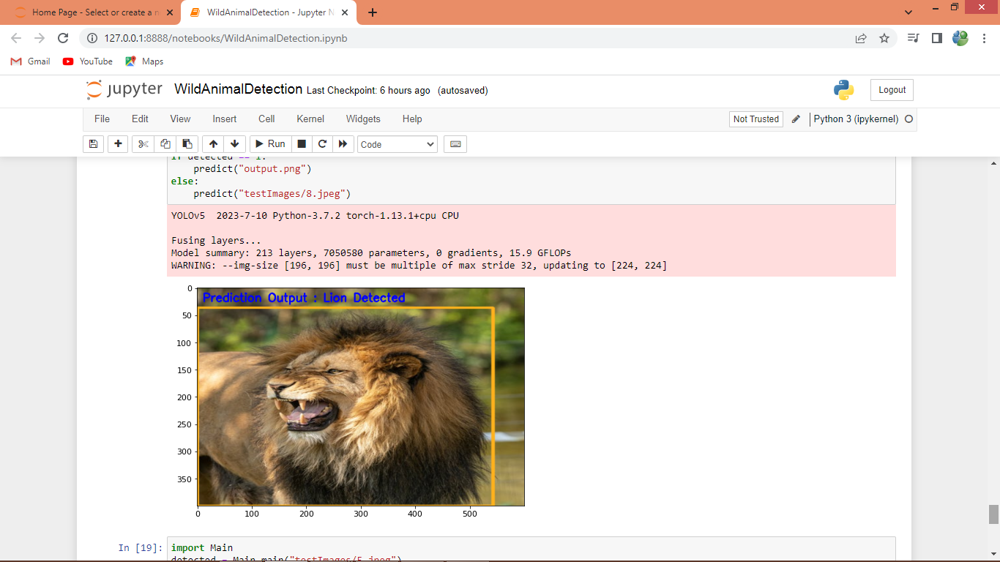 Home Page - Select or create a n
WildAnimalDetection - Jupyter N
127.0.0.1:8888/notebooks/WildAnimalDetection.ipynb
Gmail YouTube Maps
jupyter WildAnimalDetection Last Checkpoint: 6 hours ago (autosaved)
Logout
File Edit View Insert Cell Kernel Widgets Help
Not Trusted Python 3 (ipykernel)
Run Code
if detected == 1:
predict("output.png")
else:
predict("testImages/8.jpeg")
YOLOv5 2023-7-10 Python-3.7.2 torch-1.13.1+cpu CPU
Fusing layers...
Model summary: 213 layers, 7050580 parameters, 0 gradients, 15.9 GFLOPs
WARNING: --img-size [196, 196] must be multiple of max stride 32, updating to [224, 224]
Prediction Output : Lion Detected
0
50
100
150
200
250
300
350
0 100 200 300 400 500
In [19]: import Main
detected = Main.main("testImages/5.jpeg")